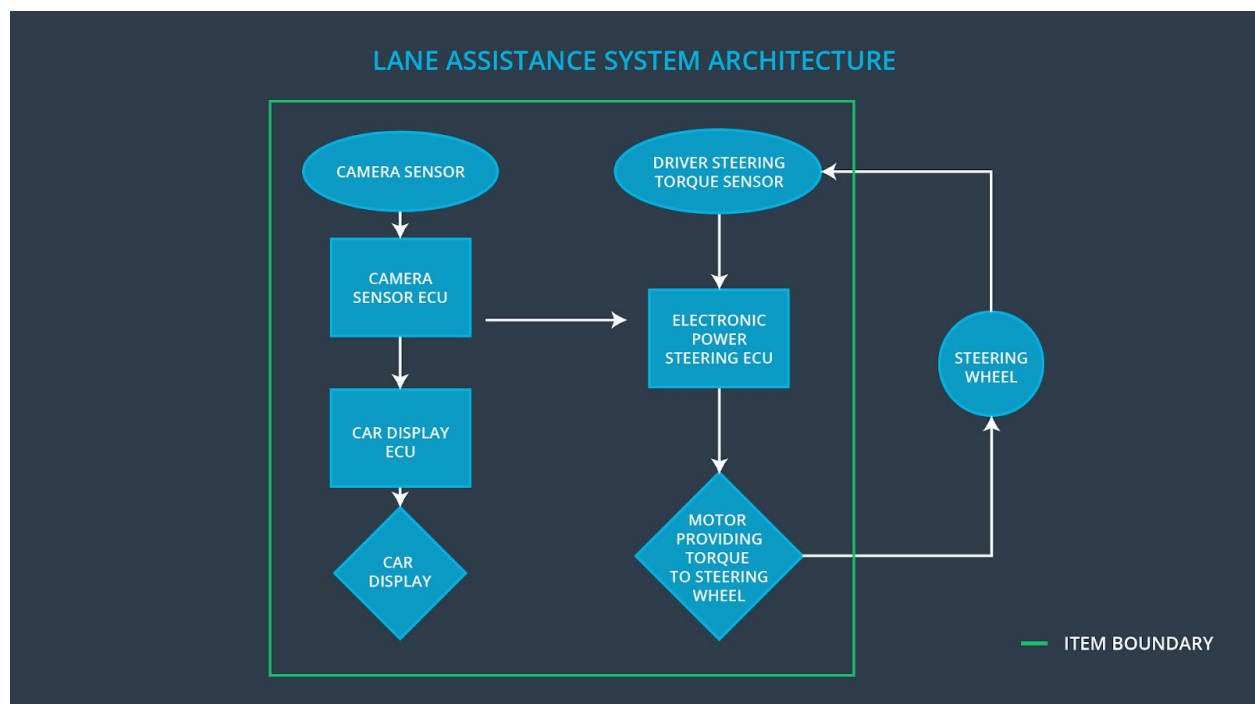 LANE ASSISTANCE SYSTEM ARCHITECTURE
CAMERA SENSOR
CAMERA
SENSOR ECU
CAR DISPLAY
ECU
CAR
DISPLAY
DRIVER STEERING
TORQUE SENSOR
ELECTRONIC
POWER
STEERING ECU
MOTOR
PROVIDING
TORQUE
TO STEERING
WHEEL
STEERING
WHEEL
ITEM BOUNDARY